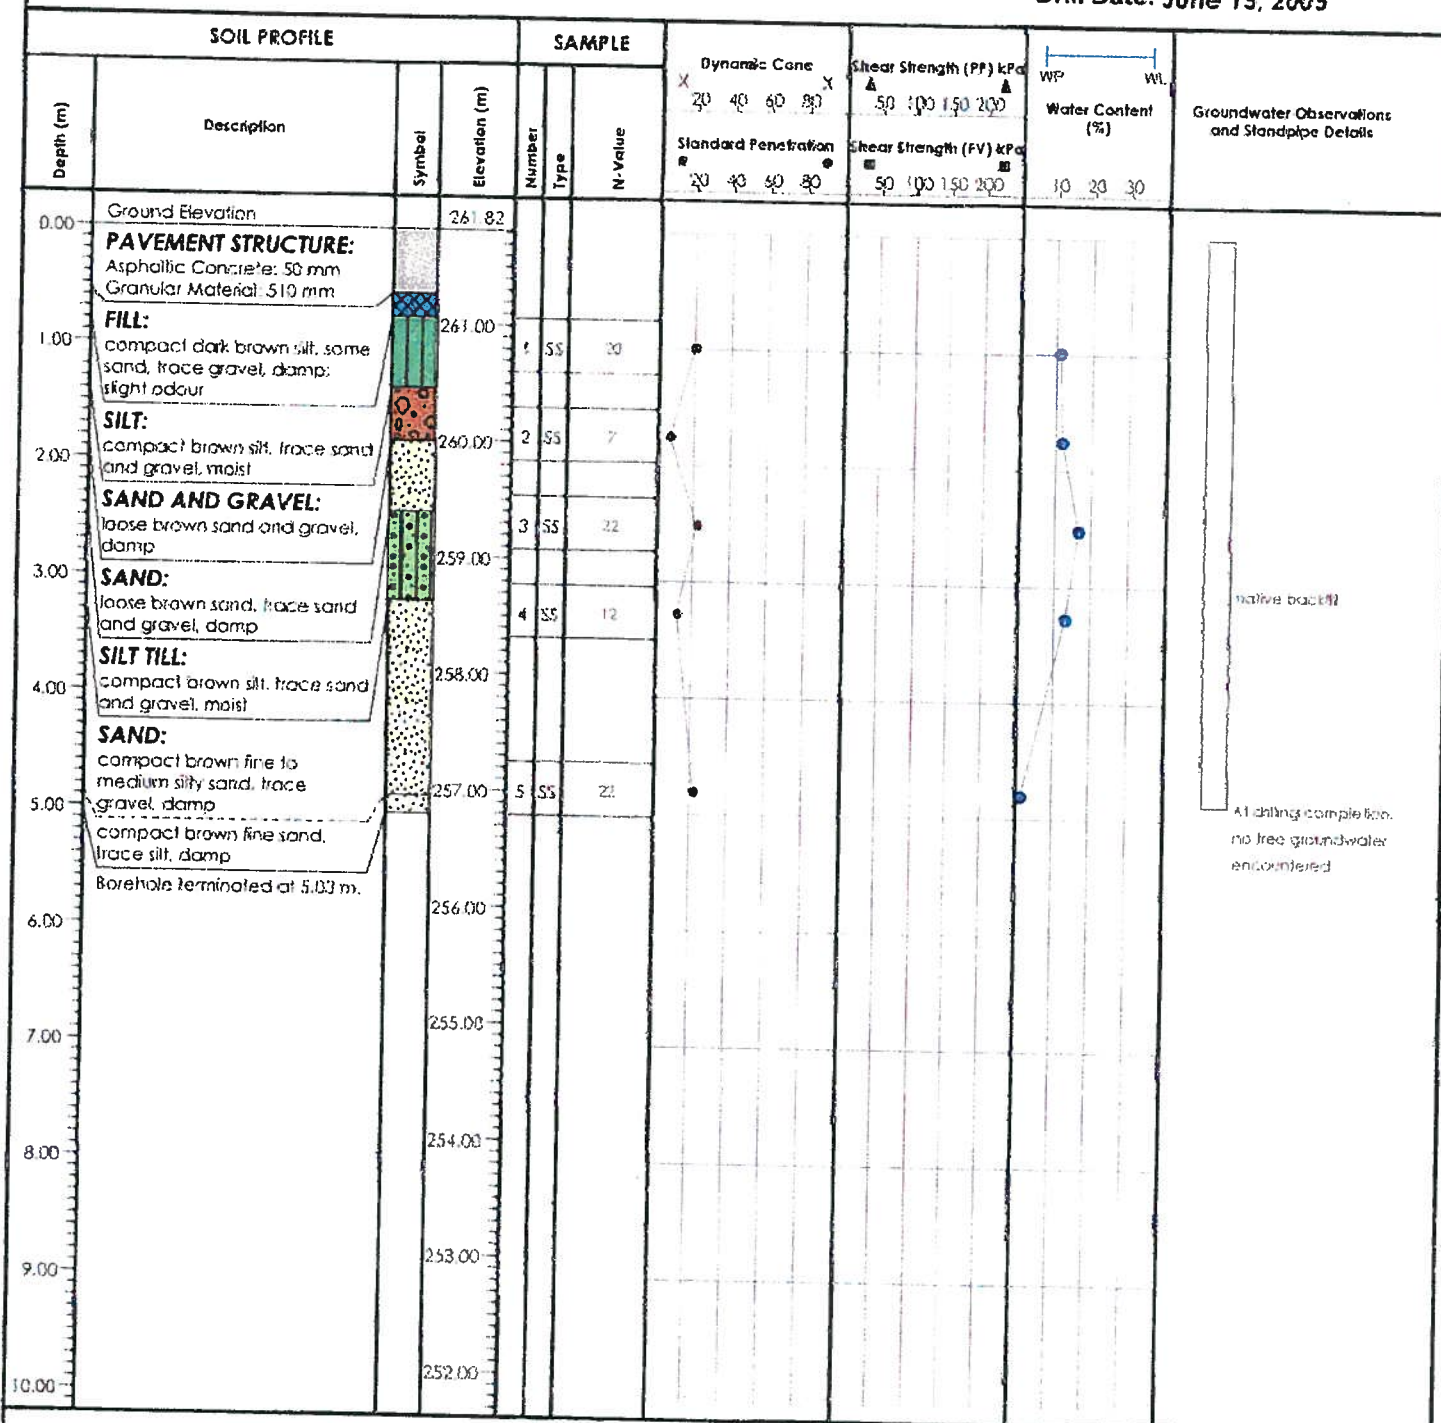 Drill Date: June 15, 2005
SOIL PROFILE
SAMPLE
Depth (m)
Description
Symbol
Elevation (m)
Number
Type
N-Value
Dynamic Cone
X X
20 40 60 80
Standard Penetration
20 40 60 80
Shear Strength (PP) kPa
50 100 150 200
Shear Strength (FV) kPa
50 100 150 200
WP WL
Water Content
(%)
10 20 30
Groundwater Observations
and Standpipe Details
0.00
Ground Elevation
261.82
PAVEMENT STRUCTURE:
Asphaltic Concrete: 50 mm
Granular Material: 510 mm
FILL:
261.00
1.00
compact dark brown silt, some
sand, trace gravel, damp;
slight odour
1 SS 20
SILT:
compact brown silt, trace sand
and gravel, moist
260.00
2 SS 7
2.00
SAND AND GRAVEL:
loose brown sand and gravel,
damp
3 SS 22
259.00
3.00
SAND:
loose brown sand, trace sand
and gravel, damp
4 SS 12
native backfill
SILT TILL:
compact brown silt, trace sand
and gravel, moist
258.00
4.00
SAND:
compact brown fine to
medium silty sand, trace
gravel, damp
257.00
5 SS 22
5.00
compact brown fine sand,
trace silt, damp
At drilling completion,
no free groundwater
encountered
Borehole terminated at 5.03 m.
256.00
6.00
255.00
7.00
254.00
8.00
253.00
9.00
252.00
10.00